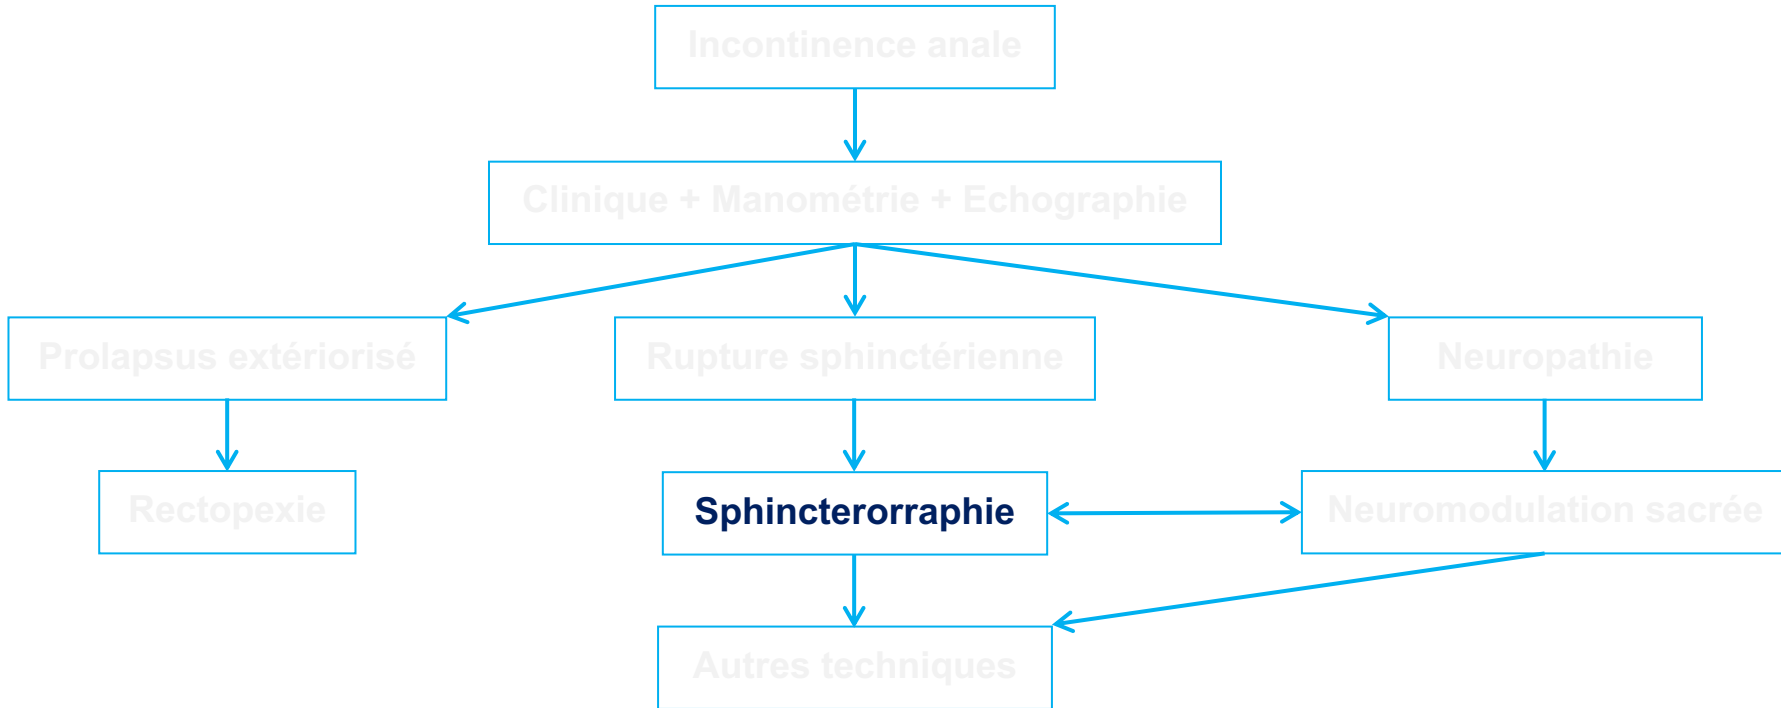 Incontinence anale
Clinique + Manométrie + Echographie
Prolapsus extériorisé
Rupture sphinctérienne
Neuropathie
Rectopexie
Sphincterorraphie
Neuromodulation sacrée
Autres techniques